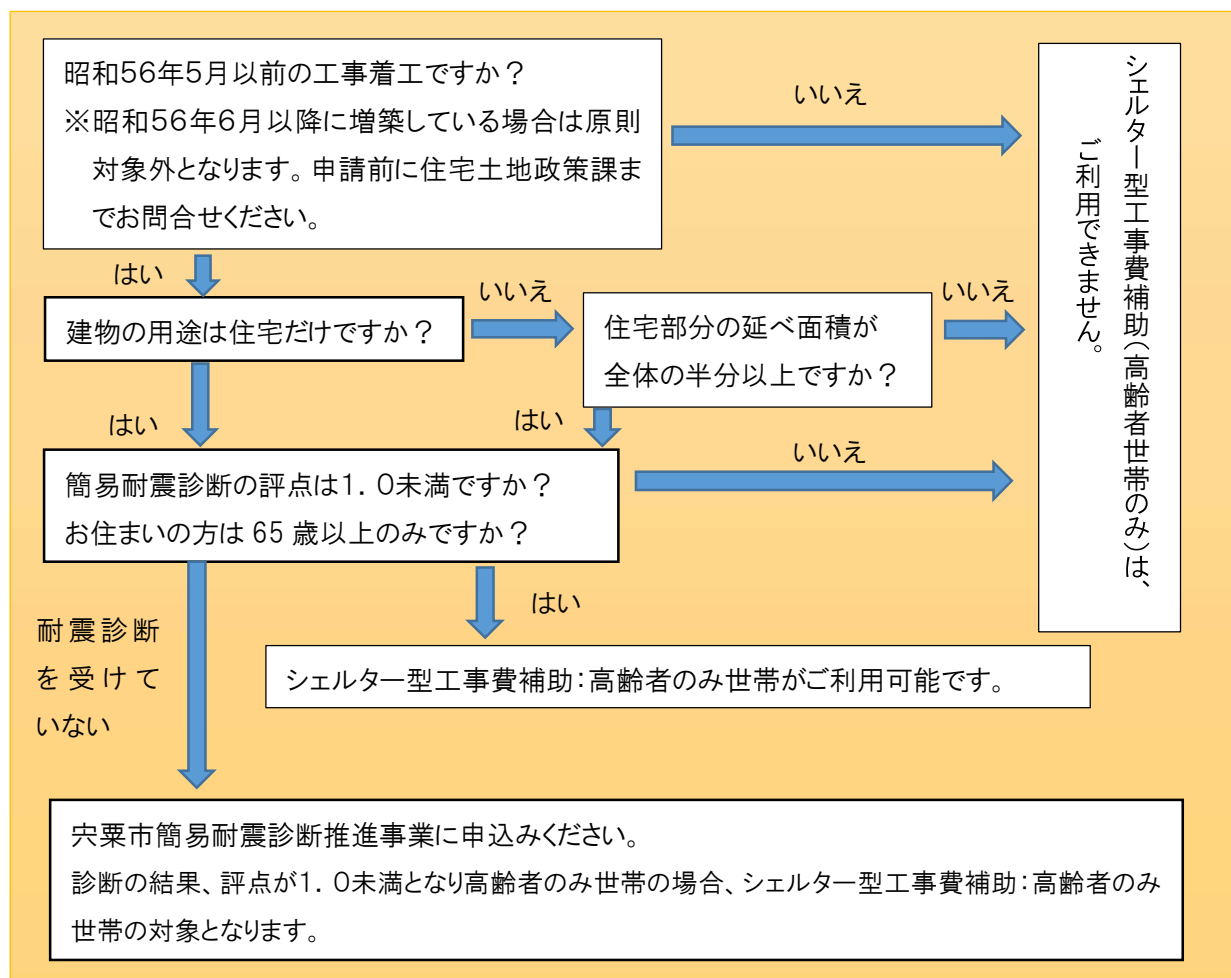 昭和56年5月以前の工事着工ですか?
※昭和56年6月以降に増築している場合は原則
対象外となります。申請前に住宅土地政策課ま
でお問合せください。
いいえ
シェルター型工事費補助(高齢者世帯のみ)は、
ご利用できません。
はい
建物の用途は住宅だけですか?
いいえ
住宅部分の延べ面積が
全体の半分以上ですか?
いいえ
はい
はい
簡易耐震診断の評点は1.0未満ですか?
お住まいの方は 65 歳以上のみですか?
いいえ
はい
耐震診断
を受けて
いない
シェルター型工事費補助:高齢者のみ世帯がご利用可能です。
宍粟市簡易耐震診断推進事業に申込みください。
診断の結果、評点が1.0未満となり高齢者のみ世帯の場合、シェルター型工事費補助:高齢者のみ
世帯の対象となります。